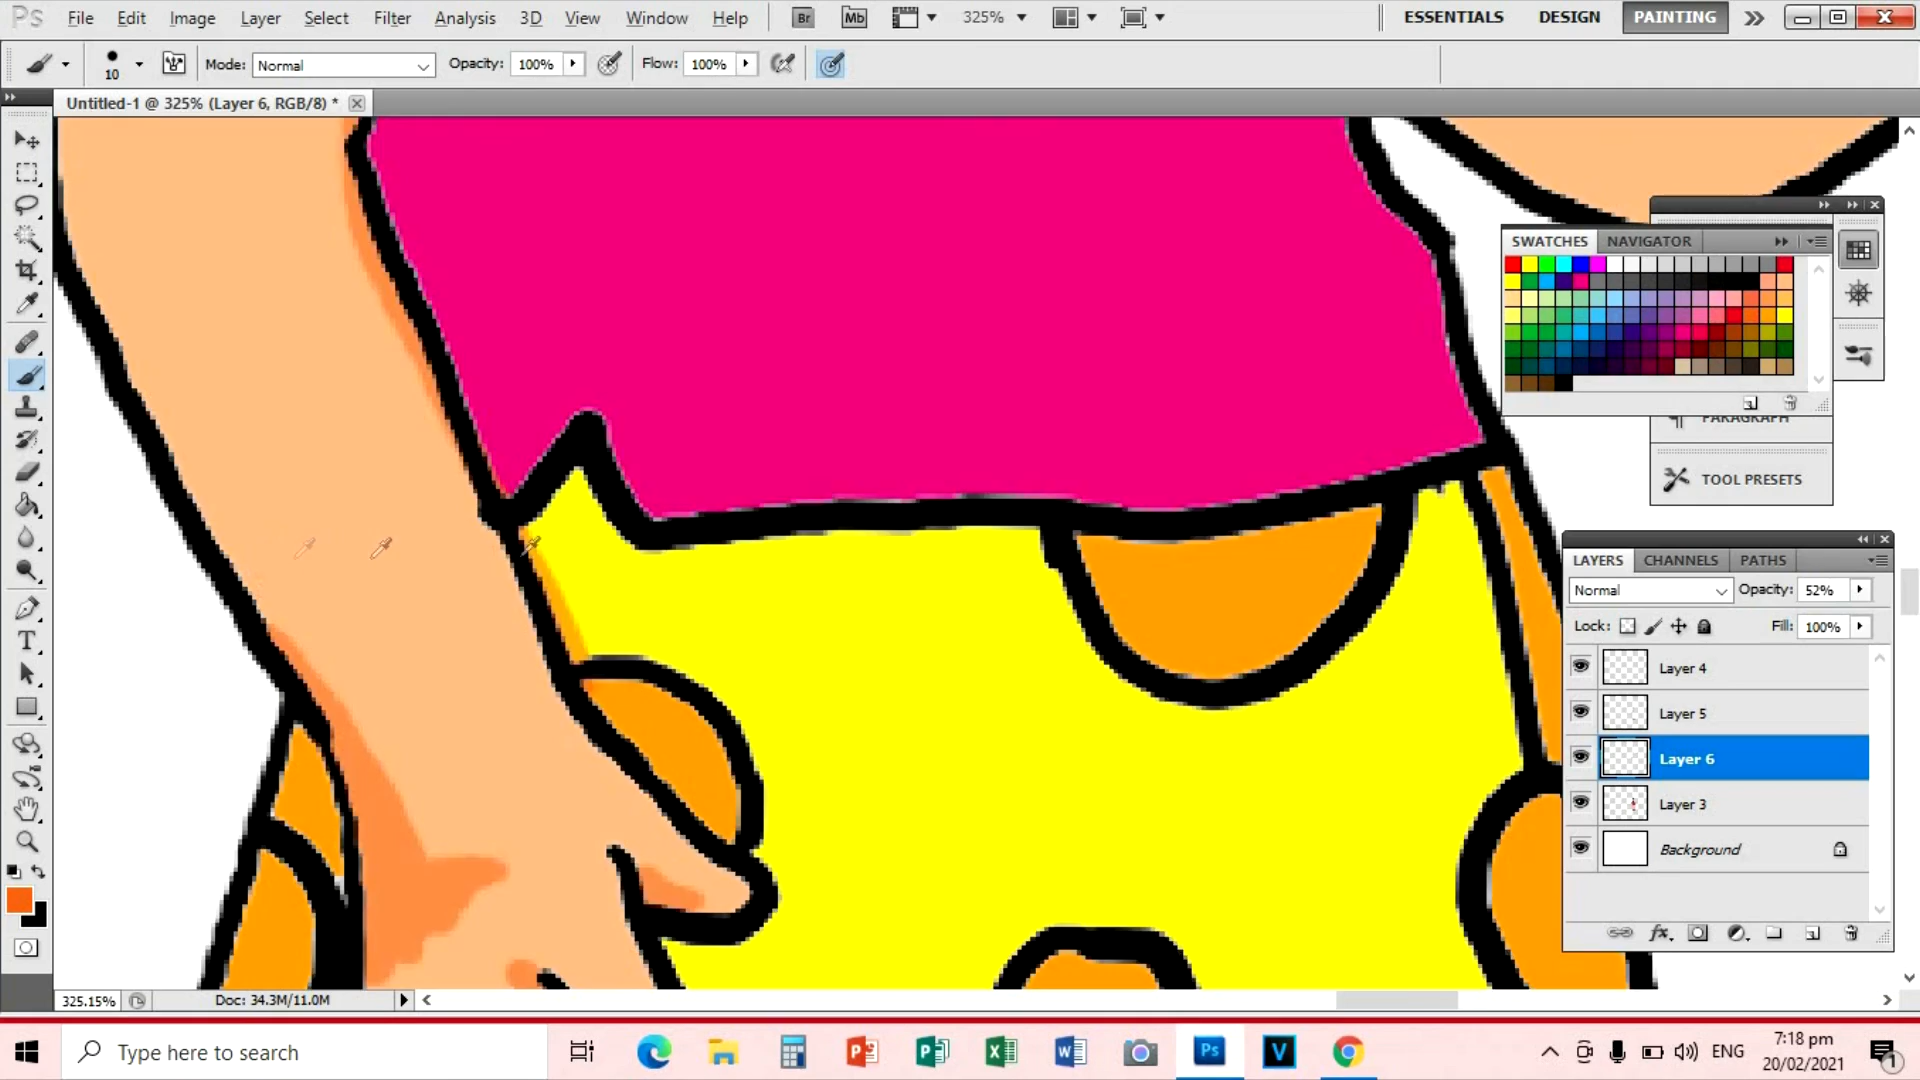 Ps File Edit Image Layer Select Filter Analysis 3D View Window Help Br Mb 325% ESSENTIALS DESIGN PAINTING
10 Mode: Normal Opacity: 100% Flow: 100%
Untitled-1 @ 325% (Layer 6, RGB/8) *
SWATCHES NAVIGATOR
PARAGRAPH
TOOL PRESETS
LAYERS CHANNELS PATHS
Normal Opacity: 52%
Lock: Fill: 100%
Layer 4
Layer 5
Layer 6
Layer 3
Background
fx
325.15% Doc: 34.3M/11.0M
Type here to search
ENG
7:18 pm
20/02/2021
1